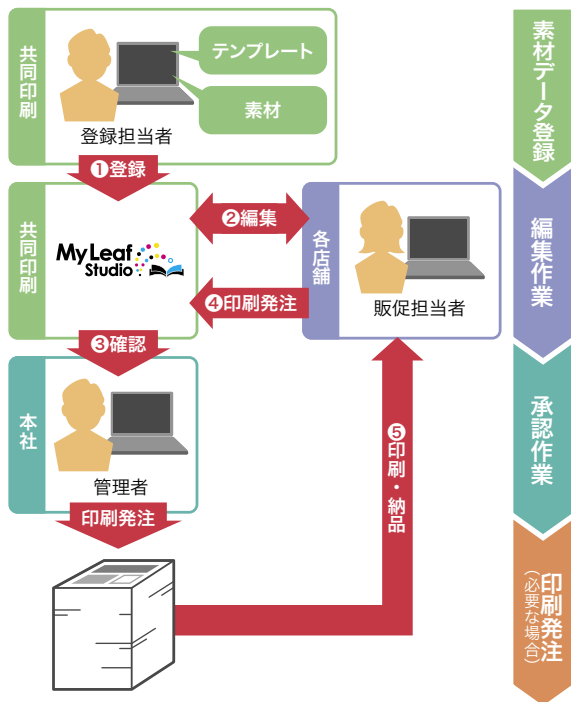 共同印刷
テンプレート
素材
登録担当者
❶登録
共同印刷
My Leaf
Studio
❷編集
❹印刷発注
各店舗
販促担当者
❸確認
本社
管理者
印刷発注
❺印刷・納品
素材データ登録
編集作業
承認作業
印刷発注
(必要な場合)